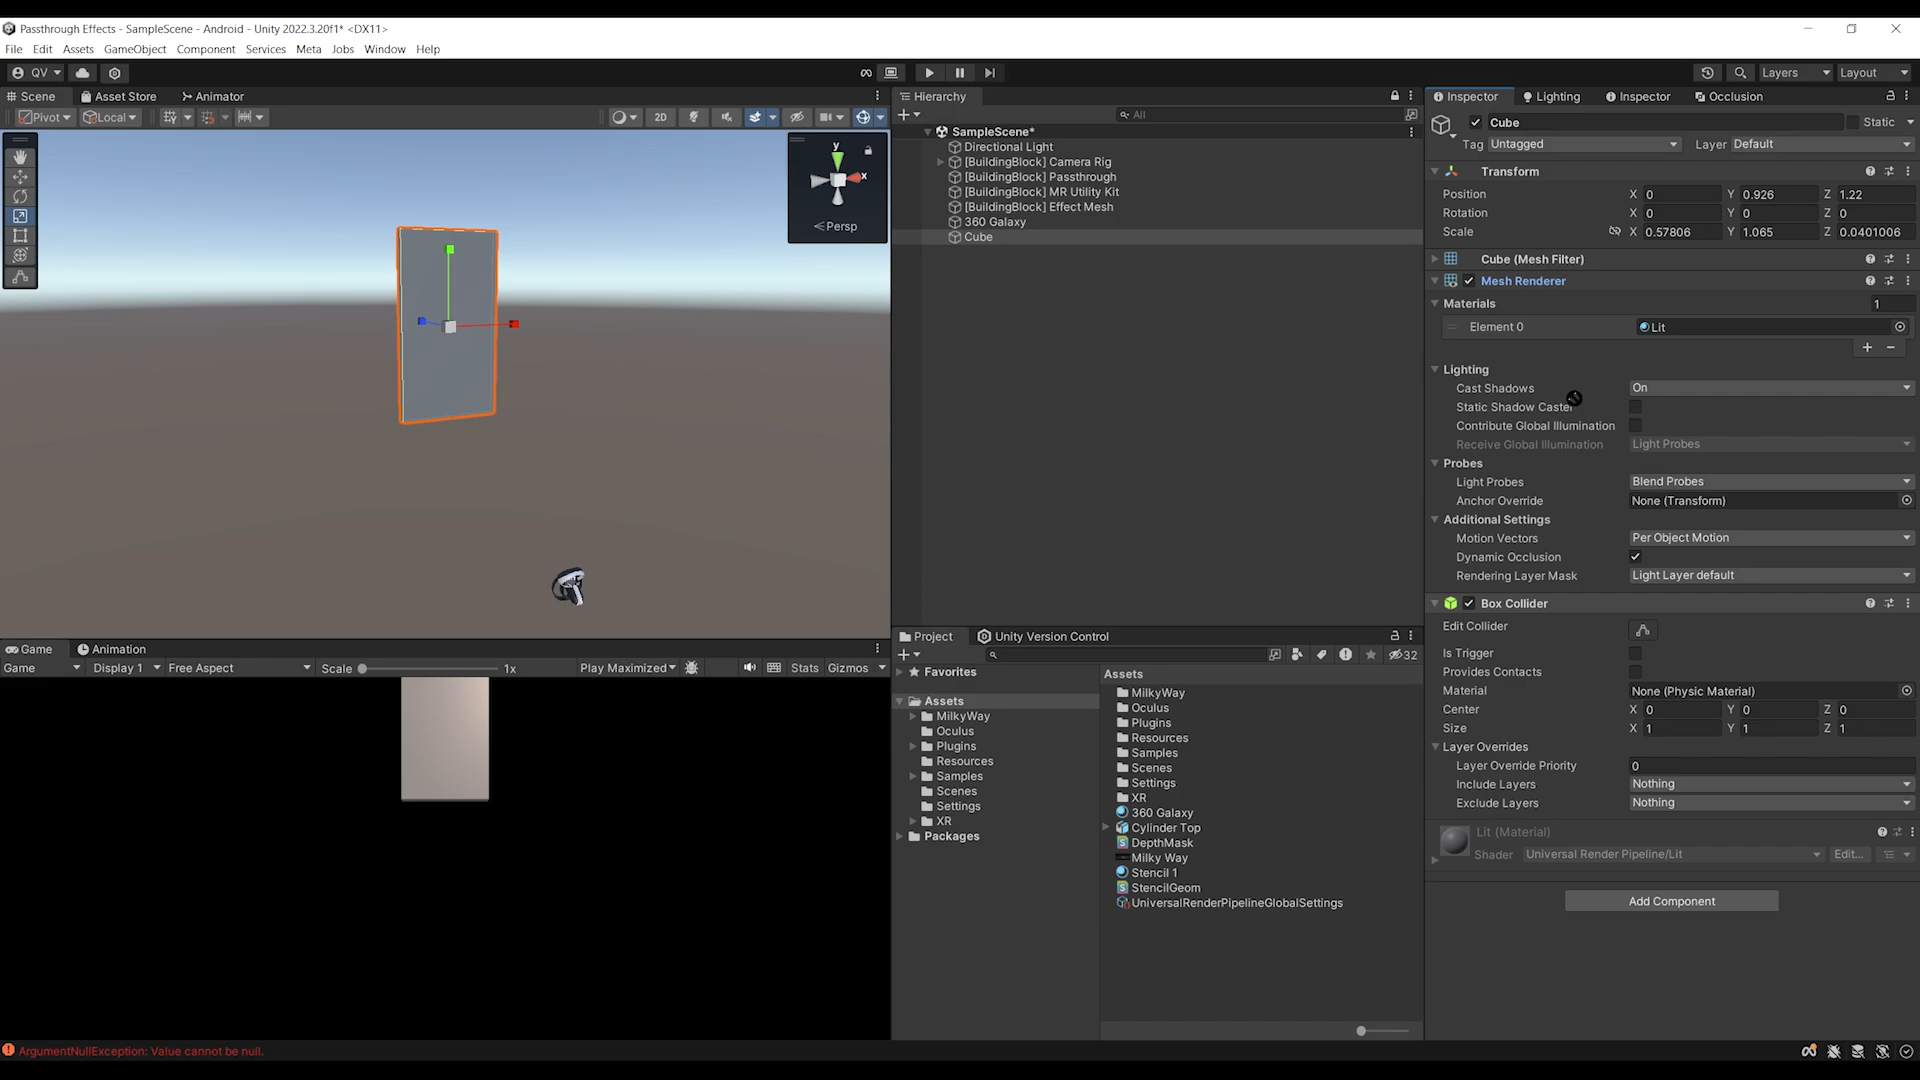 Passthrough Effects - SampleScene - Android - Unity 2022.3.20f1* <DX11>
File Edit Assets GameObject Component Services Meta Jobs Window Help
QV Layers Layout
Scene Asset Store Animator
Pivot Local 2D
y
x
Persp
Hierarchy
All
SampleScene*
Directional Light
[BuildingBlock] Camera Rig
[BuildingBlock] Passthrough
[BuildingBlock] MR Utility Kit
[BuildingBlock] Effect Mesh
360 Galaxy
Cube
Inspector Lighting Inspector Occlusion
Cube Static
Tag Untagged Layer Default
Transform
Position X 0 Y 0.926 Z 1.22
Rotation X 0 Y 0 Z 0
Scale X 0.57806 Y 1.065 Z 0.0401006
Cube (Mesh Filter)
Mesh Renderer
Materials 1
Element 0 Lit
Lighting
Cast Shadows On
Static Shadow Caster
Contribute Global Illumination
Receive Global Illumination Light Probes
Probes
Light Probes Blend Probes
Anchor Override None (Transform)
Additional Settings
Motion Vectors Per Object Motion
Dynamic Occlusion
Rendering Layer Mask Light Layer default
Box Collider
Edit Collider
Is Trigger
Provides Contacts
Material None (Physic Material)
Center X 0 Y 0 Z 0
Size X 1 Y 1 Z 1
Layer Overrides
Layer Override Priority 0
Include Layers Nothing
Exclude Layers Nothing
Lit (Material)
Shader Universal Render Pipeline/Lit Edit...
Add Component
Game Animation
Game Display 1 Free Aspect Scale 1x Play Maximized Stats Gizmos
Project Unity Version Control
32
Favorites
Assets
MilkyWay
Oculus
Plugins
Resources
Samples
Scenes
Settings
XR
Packages
Assets
MilkyWay
Oculus
Plugins
Resources
Samples
Scenes
Settings
XR
360 Galaxy
Cylinder Top
DepthMask
Milky Way
Stencil 1
StencilGeom
UniversalRenderPipelineGlobalSettings
ArgumentNullException: Value cannot be null.